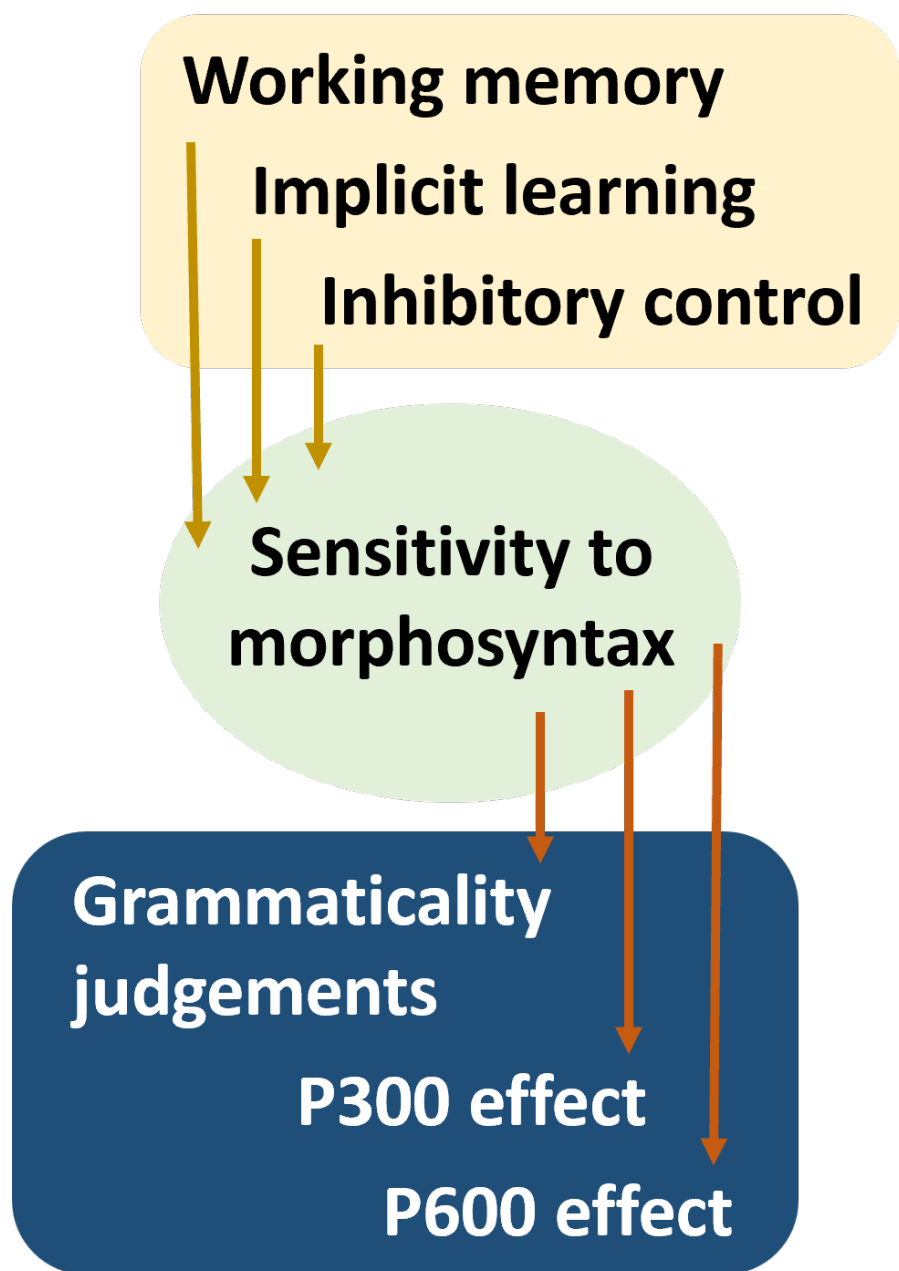 Working memory
Implicit learning
Inhibitory control
Sensitivity to
morphosyntax
Grammaticality
judgements
P300 effect
P600 effect